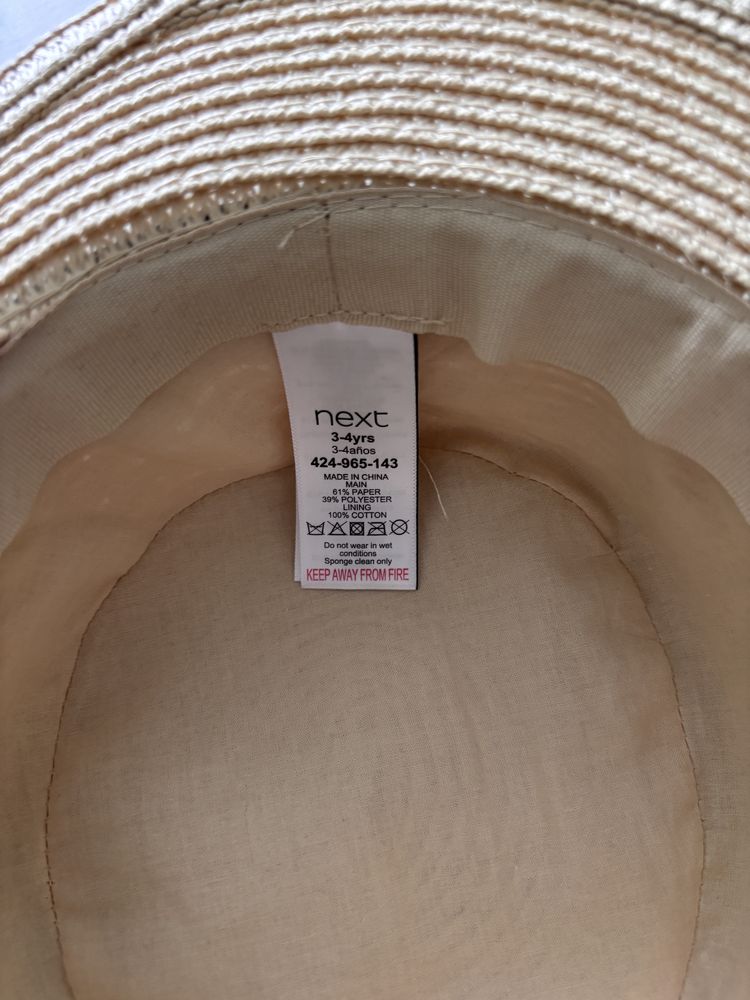 next
3-4yrs
3-4años
424-965-143
MADE IN CHINA
MAIN
61% PAPER
39% POLYESTER
LINING
100% COTTON
Do not wear in wet
conditions
Sponge clean only
KEEP AWAY FROM FIRE